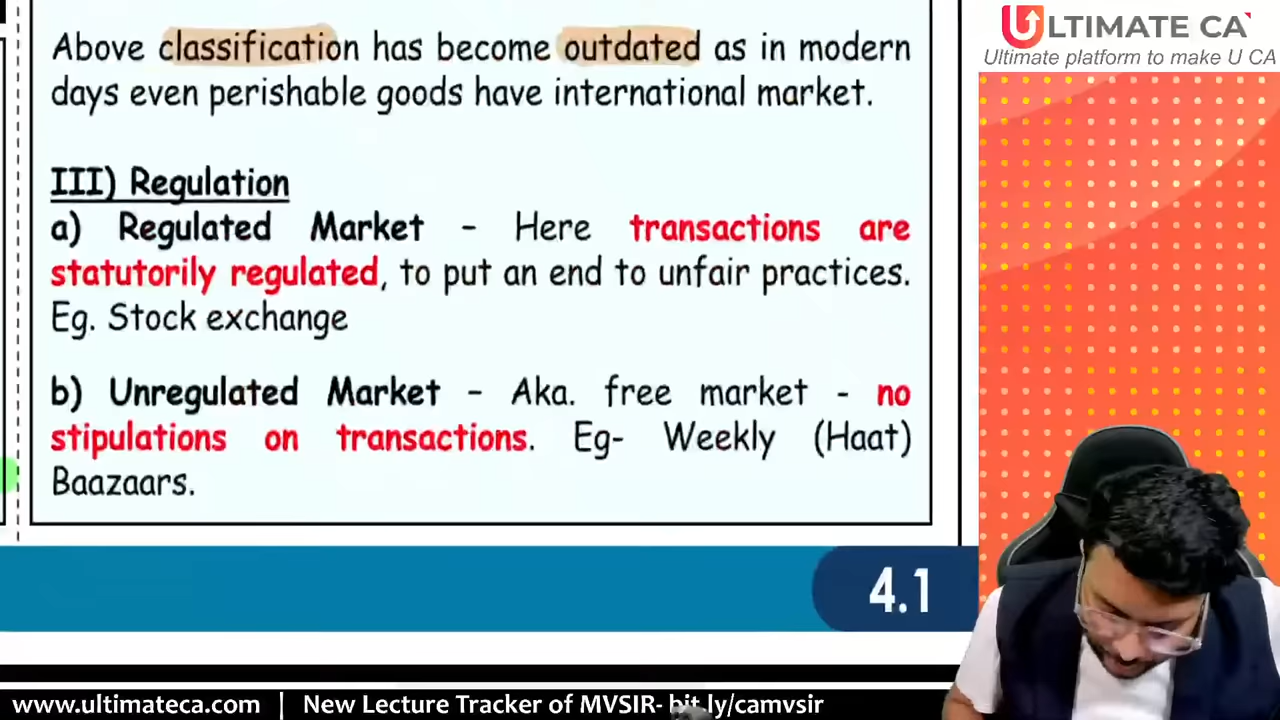 Above classification has become outdated as in modern
days even perishable goods have international market.
III) Regulation
a) Regulated Market - Here transactions are
statutorily regulated, to put an end to unfair practices.
Eg. Stock exchange
b) Unregulated Market - Aka. free market - no
stipulations on transactions. Eg- Weekly (Haat)
Baazaars.
4.1
ULTIMATE CA
Ultimate platform to make U CA
www.ultimateca.com | New Lecture Tracker of MVSIR- bit.ly/camvsir